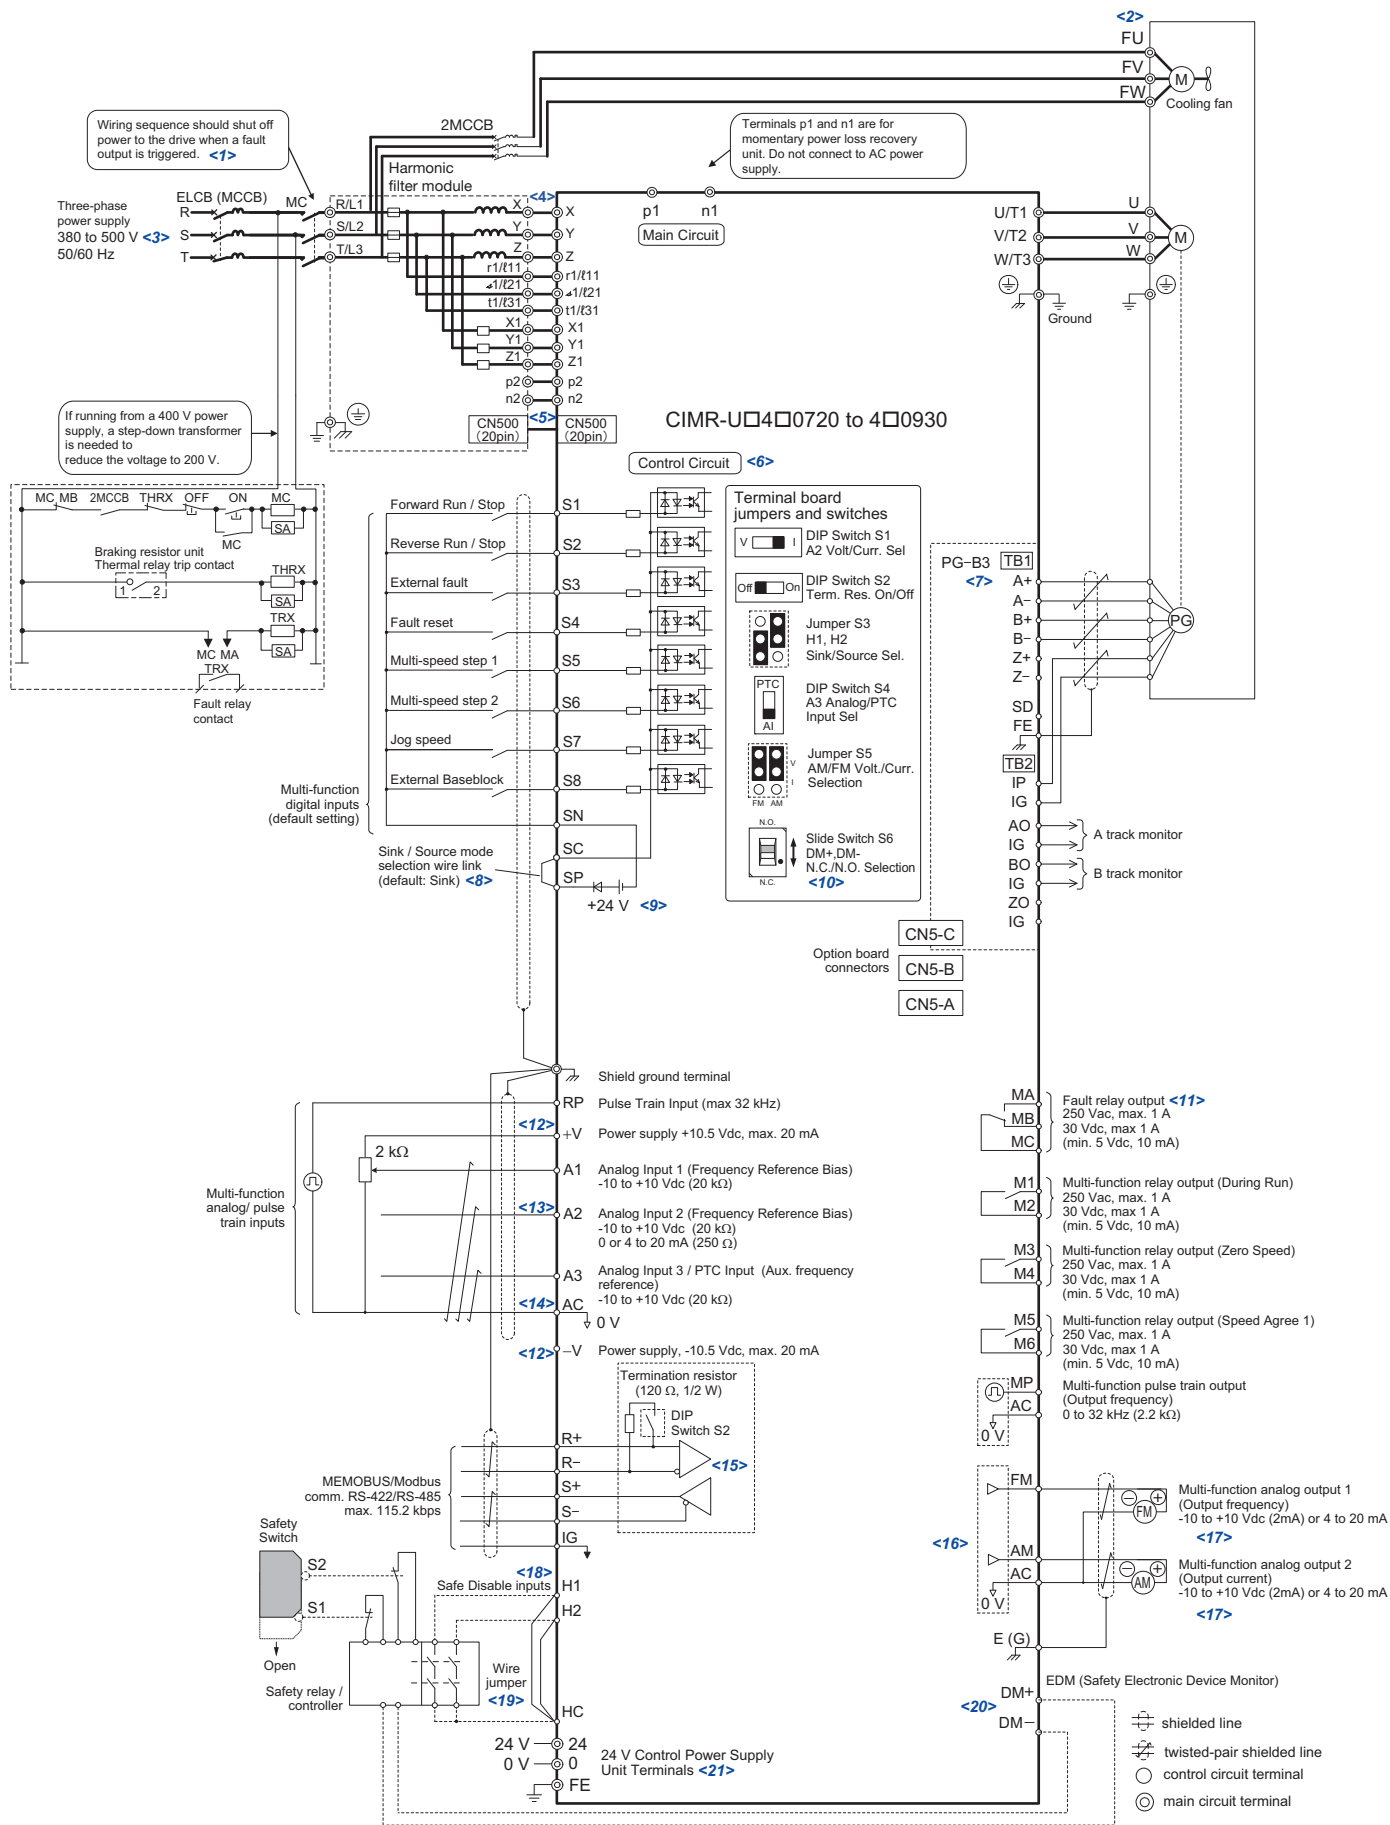 <2>
FU
FV
FW
M
Cooling fan
Wiring sequence should shut off
power to the drive when a fault
output is triggered. <1>
2MCCB
Terminals p1 and n1 are for
momentary power loss recovery
unit. Do not connect to AC power
supply.
Harmonic
filter module
Three-phase
power supply
380 to 500 V <3>
50/60 Hz
ELCB (MCCB)
R
S
T
MC
R/L1
S/L2
T/L3
<4>
X
Y
Z
r1/ℓ11
1/ℓ21
t1/ℓ31
X1
Y1
Z1
p2
n2
X
Y
Z
r1/ℓ11
1/ℓ21
t1/ℓ31
X1
Y1
Z1
p2
n2
p1
n1
Main Circuit
U/T1
V/T2
W/T3
U
V
W
M
Ground
CN500
(20pin)
<5>
CN500
(20pin)
CIMR-U□4□0720 to 4□0930
If running from a 400 V power
supply, a step-down transformer
is needed to
reduce the voltage to 200 V.
MC MB
2MCCB
THRX
OFF
ON
MC
SA
MC
Braking resistor unit
Thermal relay trip contact
1 2
THRX
SA
TRX
SA
MC MA
TRX
Fault relay
contact
Control Circuit <6>
Forward Run / Stop
S1
Reverse Run / Stop
S2
External fault
S3
Fault reset
S4
Multi-speed step 1
S5
Multi-speed step 2
S6
Jog speed
S7
External Baseblock
S8
Multi-function
digital inputs
(default setting)
SN
SC
SP
Sink / Source mode
selection wire link
(default: Sink) <8>
+24 V <9>
Terminal board
jumpers and switches
V I
DIP Switch S1
A2 Volt/Curr. Sel
Off On
DIP Switch S2
Term. Res. On/Off
Jumper S3
H1, H2
Sink/Source Sel.
PTC
AI
DIP Switch S4
A3 Analog/PTC
Input Sel
V
I
FM AM
Jumper S5
AM/FM Volt./Curr.
Selection
N.O.
N.C.
Slide Switch S6
DM+,DM-
N.C./N.O. Selection
<10>
PG-B3
<7>
TB1
A+
A−
B+
B−
Z+
Z−
PG
SD
FE
TB2
IP
IG
AO
IG
A track monitor
BO
IG
B track monitor
ZO
IG
CN5-C
Option board
connectors
CN5-B
CN5-A
Shield ground terminal
RP
Pulse Train Input (max 32 kHz)
<12>
+V
Power supply +10.5 Vdc, max. 20 mA
2 kΩ
A1
Analog Input 1 (Frequency Reference Bias)
-10 to +10 Vdc (20 kΩ)
<13>
A2
Analog Input 2 (Frequency Reference Bias)
-10 to +10 Vdc (20 kΩ)
0 or 4 to 20 mA (250 Ω)
Multi-function
analog/ pulse
train inputs
A3
Analog Input 3 / PTC Input (Aux. frequency
reference)
-10 to +10 Vdc (20 kΩ)
<14>
AC
0 V
<12>
−V
Power supply, -10.5 Vdc, max. 20 mA
MA
MB
MC
Fault relay output <11>
250 Vac, max. 1 A
30 Vdc, max 1 A
(min. 5 Vdc, 10 mA)
M1
M2
Multi-function relay output (During Run)
250 Vac, max. 1 A
30 Vdc, max. 1 A
(min. 5 Vdc, 10 mA)
M3
M4
Multi-function relay output (Zero Speed)
250 Vac, max. 1 A
30 Vdc, max 1 A
(min. 5 Vdc, 10 mA)
M5
M6
Multi-function relay output (Speed Agree 1)
250 Vac, max. 1 A
30 Vdc, max 1 A
(min. 5 Vdc, 10 mA)
MP
AC
0 V
Multi-function pulse train output
(Output frequency)
0 to 32 kHz (2.2 kΩ)
Termination resistor
(120 Ω, 1/2 W)
DIP
Switch S2
<15>
R+
R−
S+
S−
IG
MEMOBUS/Modbus
comm. RS-422/RS-485
max. 115.2 kbps
<16>
FM
AM
AC
0 V
FM
AM
Multi-function analog output 1
(Output frequency)
-10 to +10 Vdc (2mA) or 4 to 20 mA
<17>
Multi-function analog output 2
(Output current)
-10 to +10 Vdc (2mA) or 4 to 20 mA
<17>
E (G)
Safety
Switch
S2
S1
Open
Safety relay /
controller
<18>
Safe Disable inputs
H1
H2
Wire
jumper
<19>
HC
EDM (Safety Electronic Device Monitor)
<20>
DM+
DM−
24 V
24
0 V
0
FE
24 V Control Power Supply
Unit Terminals <21>
shielded line
twisted-pair shielded line
control circuit terminal
main circuit terminal